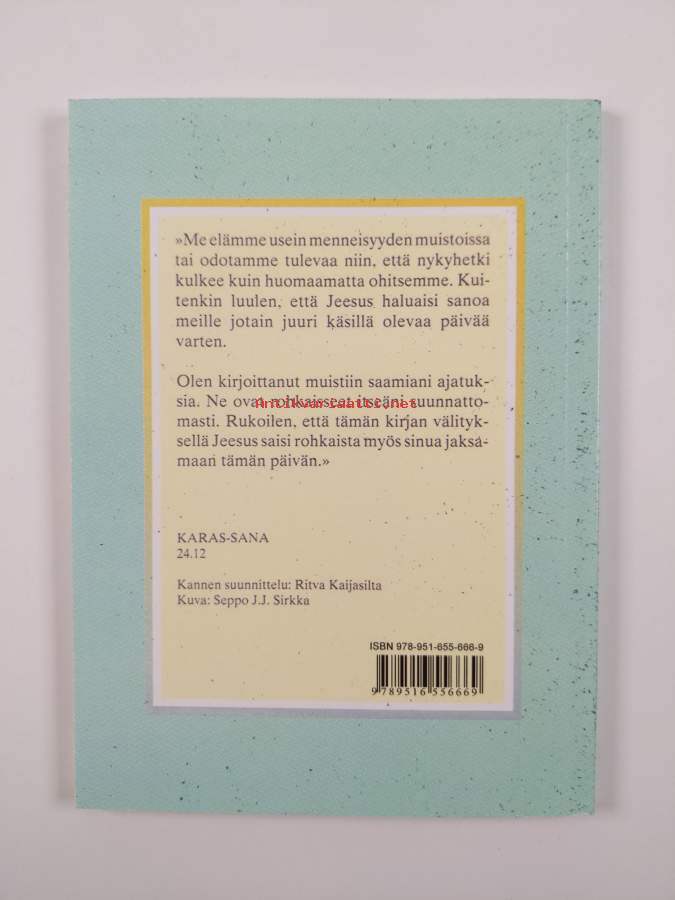 »Me elämme usein menneisyyden muistoissa
tai odotamme tulevaa niin, että nykyhetki
kulkee kuin huomaamatta ohitsemme. Kui-
tenkin luulen, että Jeesus haluaisi sanoa
meille jotain juuri käsillä olevaa päivää
varten.
Olen kirjoittanut muistiin saamiani ajatuk-
sia. Ne ovat rohkaisseet itseäni suunnatto-
Antikvariaatti.net
masti. Rukoilen, että tämän kirjan välityk-
sellä Jeesus saisi rohkaista myös sinua jaksa-
maan tämän päivän.»
KARAS-SANA
24.12
Kannen suunnittelu: Ritva Kaijasilta
Kuva: Seppo J.J. Sirkka
ISBN 978-951-655-666-9
9789516556669